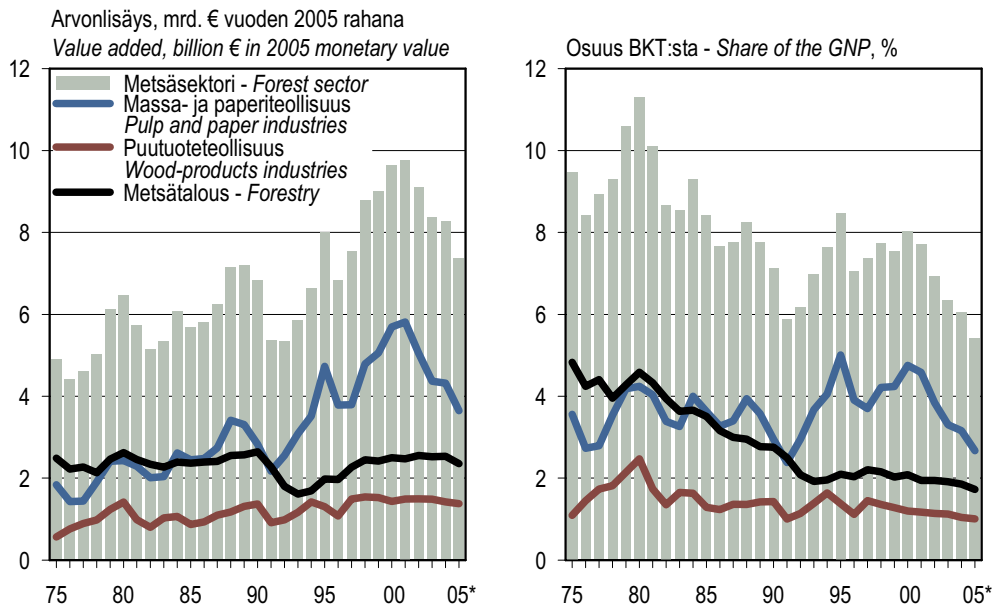 Arvonlisäys, mrd. € vuoden 2005 rahana
Value added, billion € in 2005 monetary value
12
10
8
6
4
2
0
Metsäsektori - Forest sector
Massa- ja paperiteollisuus
Pulp and paper industries
Puutuoteteollisuus
Wood-products industries
Metsätalous - Forestry
75 80 85 90 95 00 05*
Osuus BKT:sta - Share of the GNP, %
12
10
8
6
4
2
0
75 80 85 90 95 00 05*